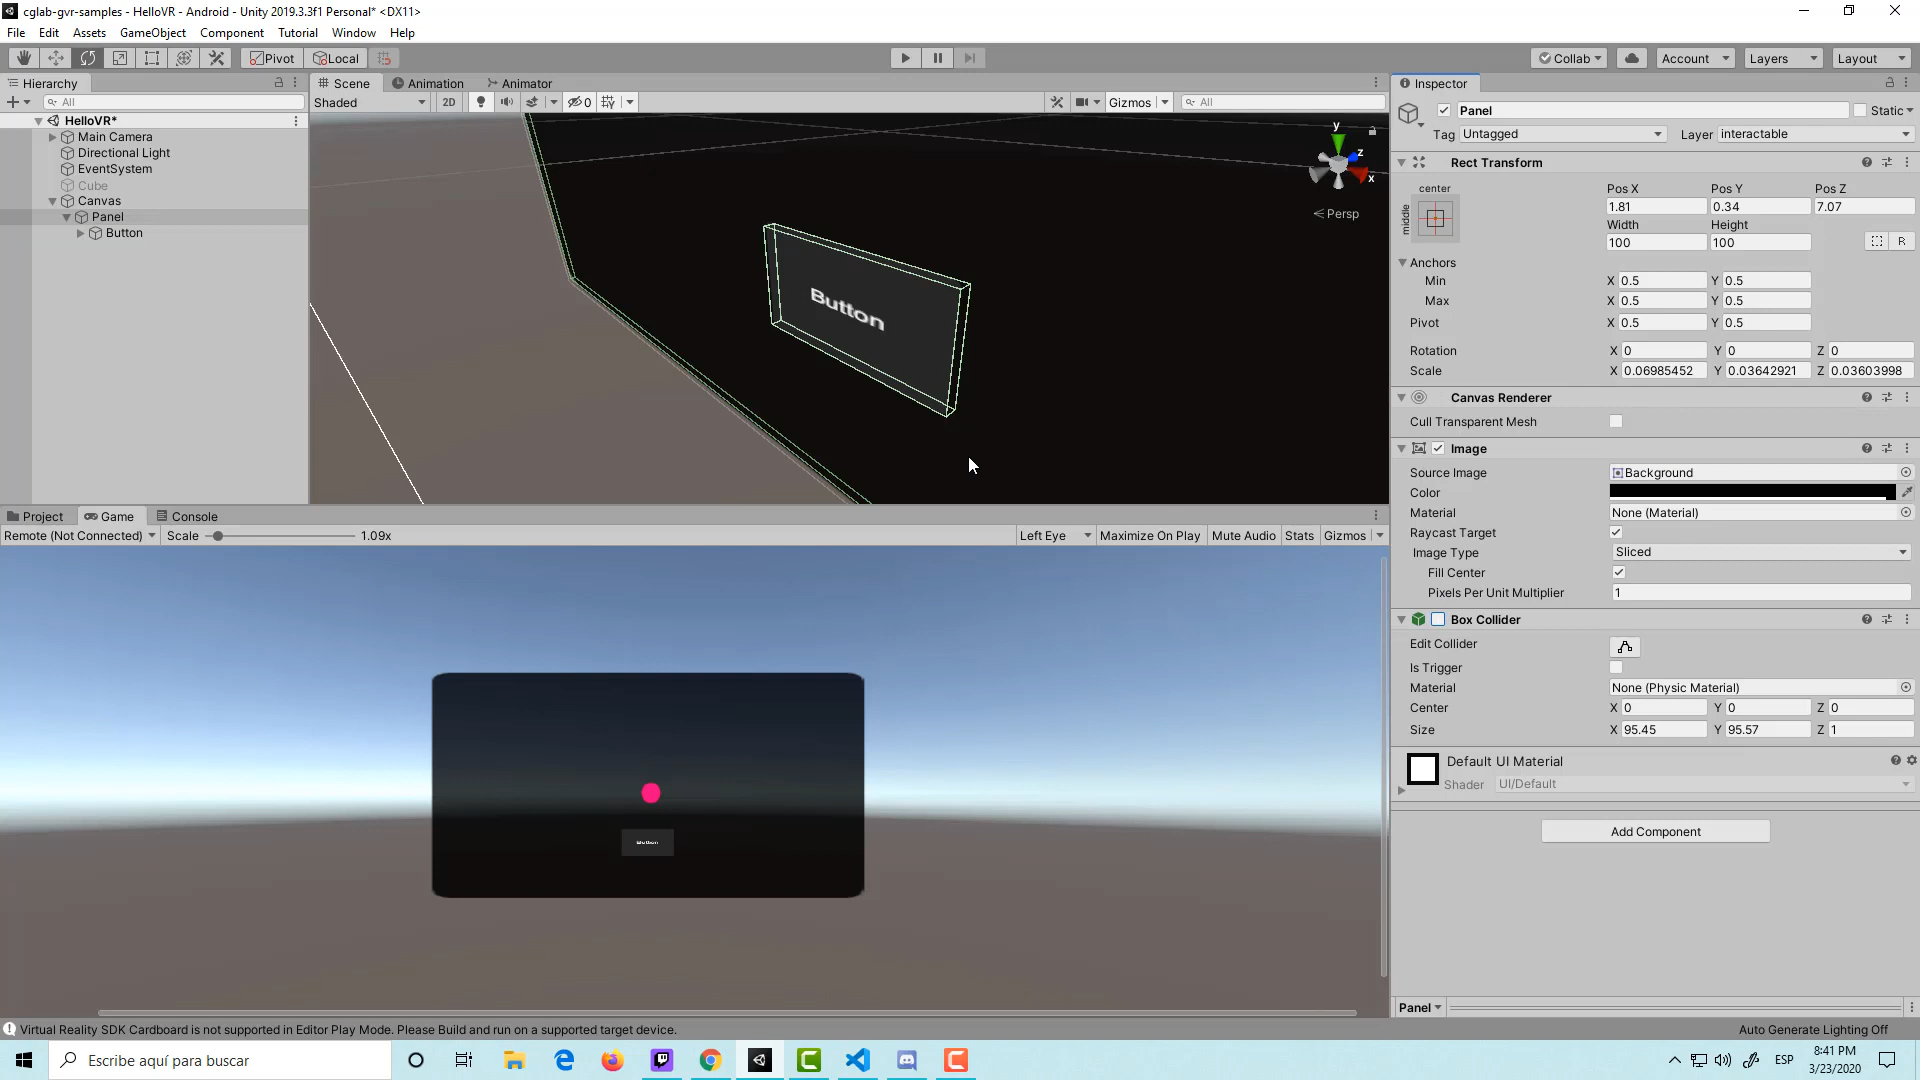 cglab-gvr-samples - HelloVR - Android - Unity 2019.3.3f1 Personal* <DX11>
File Edit Assets GameObject Component Tutorial Window Help
Pivot Local Collab Account Layers Layout
Hierarchy
All
HelloVR*
Main Camera
Directional Light
EventSystem
Cube
Canvas
Panel
Button
Scene Animation Animator
Shaded 2D 0 Gizmos All
y
z
x
Persp
Button
Project Game Console
Remote (Not Connected) Scale 1.09x Left Eye Maximize On Play Mute Audio Stats Gizmos
Button
Inspector
Panel Static
Tag Untagged Layer interactable
Rect Transform
center
middle
Pos X Pos Y Pos Z
1.81 0.34 7.07
Width Height
100 100 R
Anchors
Min X 0.5 Y 0.5
Max X 0.5 Y 0.5
Pivot X 0.5 Y 0.5
Rotation X 0 Y 0 Z 0
Scale X 0.06985452 Y 0.03642921 Z 0.03603998
Canvas Renderer
Cull Transparent Mesh
Image
Source Image Background
Color
Material None (Material)
Raycast Target
Image Type Sliced
Fill Center
Pixels Per Unit Multiplier 1
Box Collider
Edit Collider
Is Trigger
Material None (Physic Material)
Center X 0 Y 0 Z 0
Size X 95.45 Y 95.57 Z 1
Default UI Material
Shader UI/Default
Add Component
Panel
Virtual Reality SDK Cardboard is not supported in Editor Play Mode. Please Build and run on a supported target device.
Auto Generate Lighting Off
Escribe aquí para buscar
ESP
8:41 PM
3/23/2020